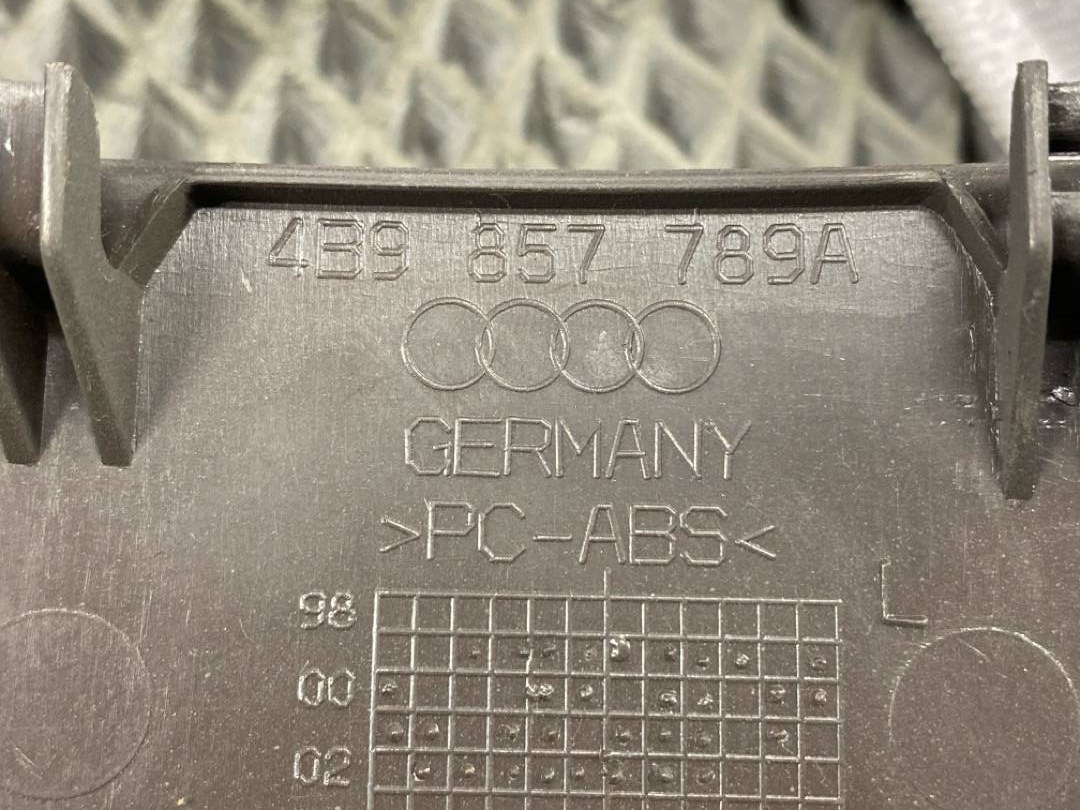 4B9 857 789A
GERMANY
>PC-ABS<
L
98
00
02